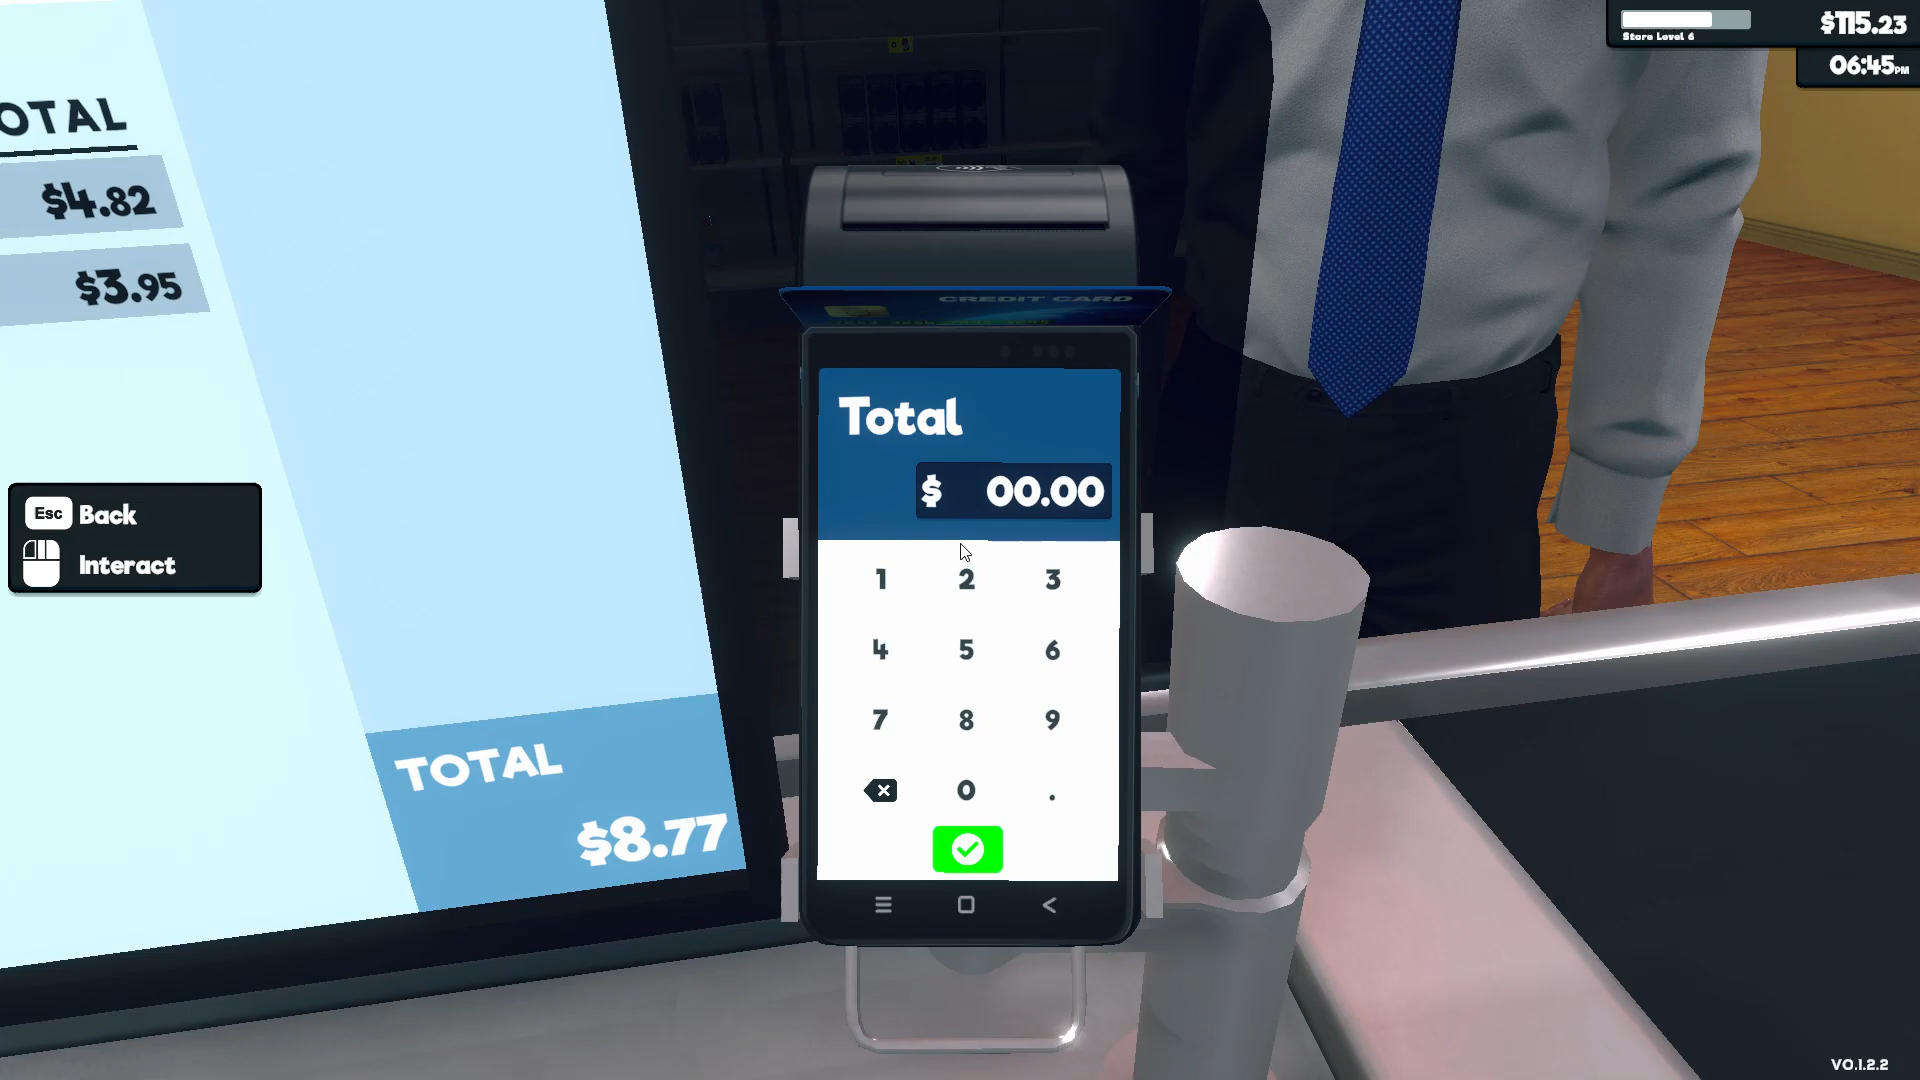 OTAL
$4.82
$3.95
TOTAL
$8.77
Esc Back
Interact
CREDIT CARD
Total
$ 00.00
1 2 3
4 5 6
7 8 9
0 .
Store Level 6
$115.23
06:45PM
V0.1.2.2